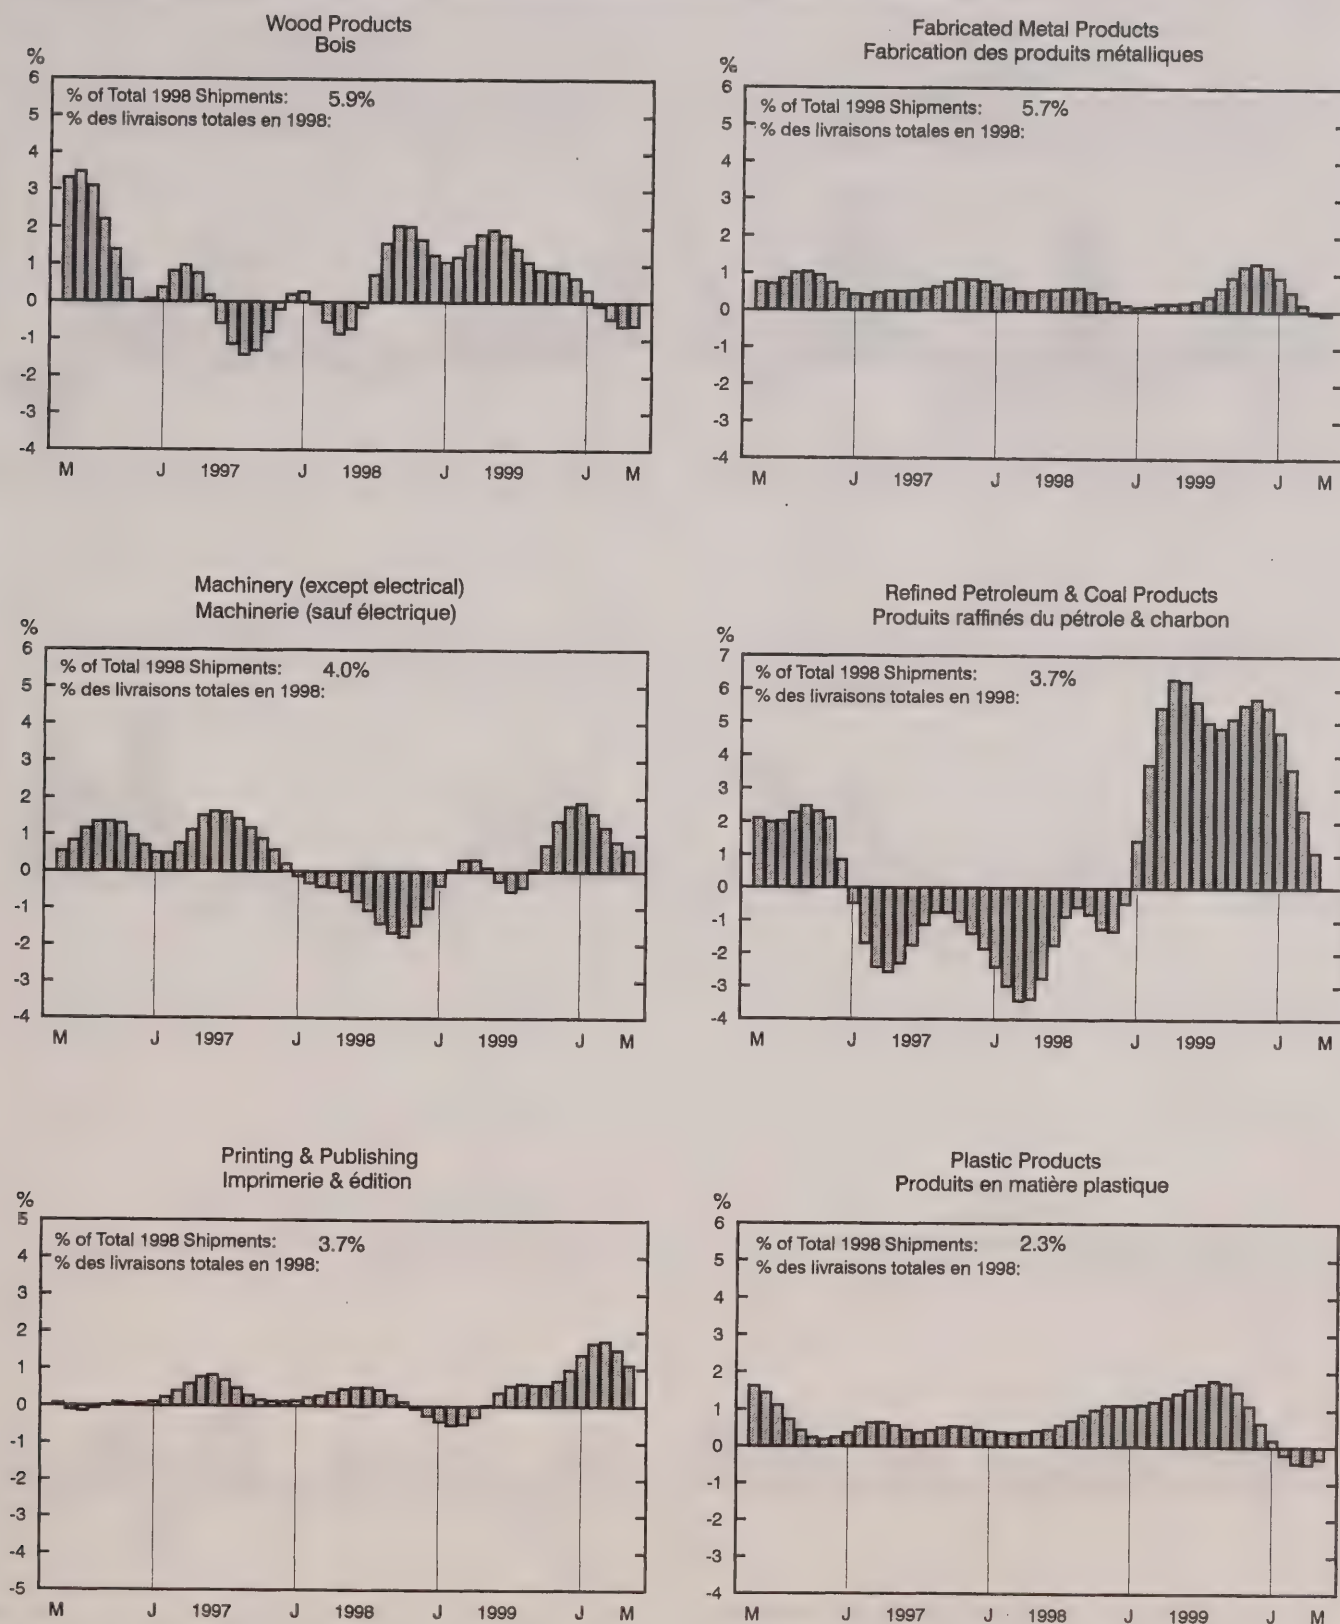 Wood Products
Bois
%
% of Total 1998 Shipments: 5.9%
% des livraisons totales en 1998:
6
5
4
3
2
1
0
-1
-2
-3
-4
M J 1997 J 1998 J 1999 J M
Fabricated Metal Products
Fabrication des produits métalliques
%
% of Total 1998 Shipments: 5.7%
% des livraisons totales en 1998:
6
5
4
3
2
1
0
-1
-2
-3
-4
M J 1997 J 1998 J 1999 J M
Machinery (except electrical)
Machinerie (sauf électrique)
%
% of Total 1998 Shipments: 4.0%
% des livraisons totales en 1998:
6
5
4
3
2
1
0
-1
-2
-3
-4
M J 1997 J 1998 J 1999 J M
Refined Petroleum & Coal Products
Produits raffinés du pétrole & charbon
%
% of Total 1998 Shipments: 3.7%
% des livraisons totales en 1998:
7
6
5
4
3
2
1
0
-1
-2
-3
-4
M J 1997 J 1998 J 1999 J M
Printing & Publishing
Imprimerie & édition
%
% of Total 1998 Shipments: 3.7%
% des livraisons totales en 1998:
5
4
3
2
1
0
-1
-2
-3
-4
-5
M J 1997 J 1998 J 1999 J M
Plastic Products
Produits en matière plastique
%
% of Total 1998 Shipments: 2.3%
% des livraisons totales en 1998:
6
5
4
3
2
1
0
-1
-2
-3
-4
M J 1997 J 1998 J 1999 J M